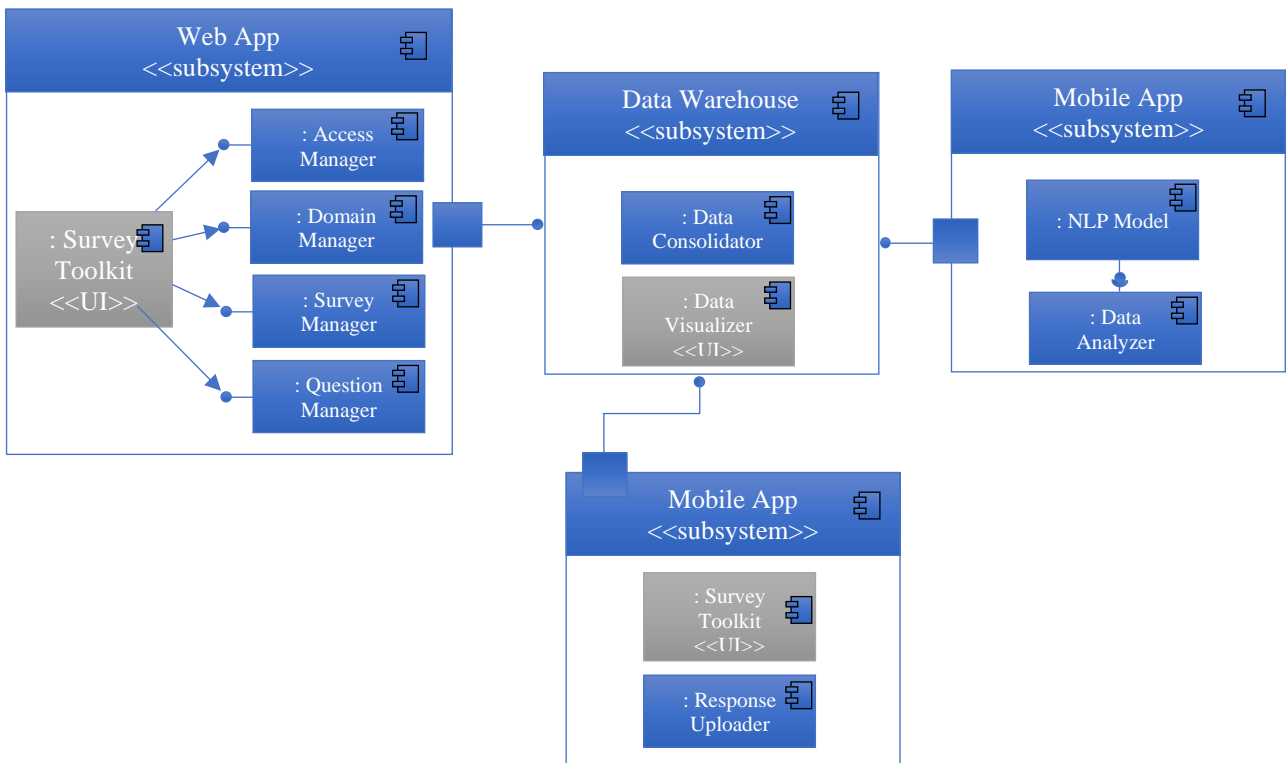 Web App
<<subsystem>>
: Access
Manager
: Domain
Manager
: Survey
Toolkit
<<UI>>
: Survey
Manager
: Question
Manager
Data Warehouse
<<subsystem>>
: Data
Consolidator
: Data
Visualizer
<<UI>>
Mobile App
<<subsystem>>
: NLP Model
: Data
Analyzer
Mobile App
<<subsystem>>
: Survey
Toolkit
<<UI>>
: Response
Uploader